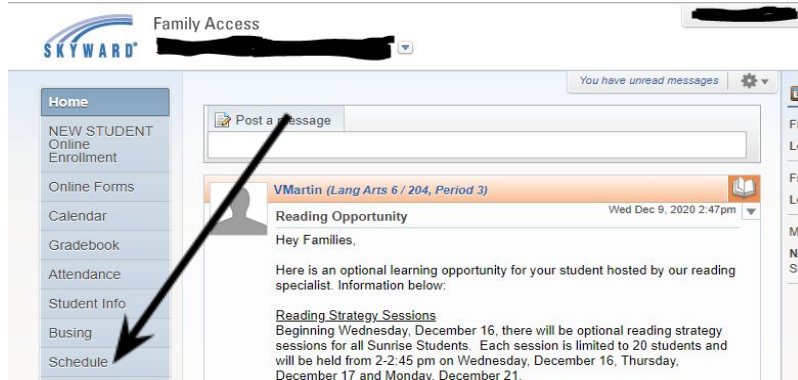 Family Access
SKYWARD®
You have unread messages
Home
NEW STUDENT
Online
Enrollment
Online Forms
Calendar
Gradebook
Attendance
Student Info
Busing
Schedule
Post a message
VMartin (Lang Arts 6 / 204, Period 3)
Reading Opportunity
Wed Dec 9, 2020 2:47pm
Hey Families,
Here is an optional learning opportunity for your student hosted by our reading
specialist. Information below:
Reading Strategy Sessions
Beginning Wednesday, December 16, there will be optional reading strategy
sessions for all Sunrise Students. Each session is limited to 20 students and
will be held from 2-2:45 pm on Wednesday, December 16, Thursday,
December 17 and Monday, December 21.